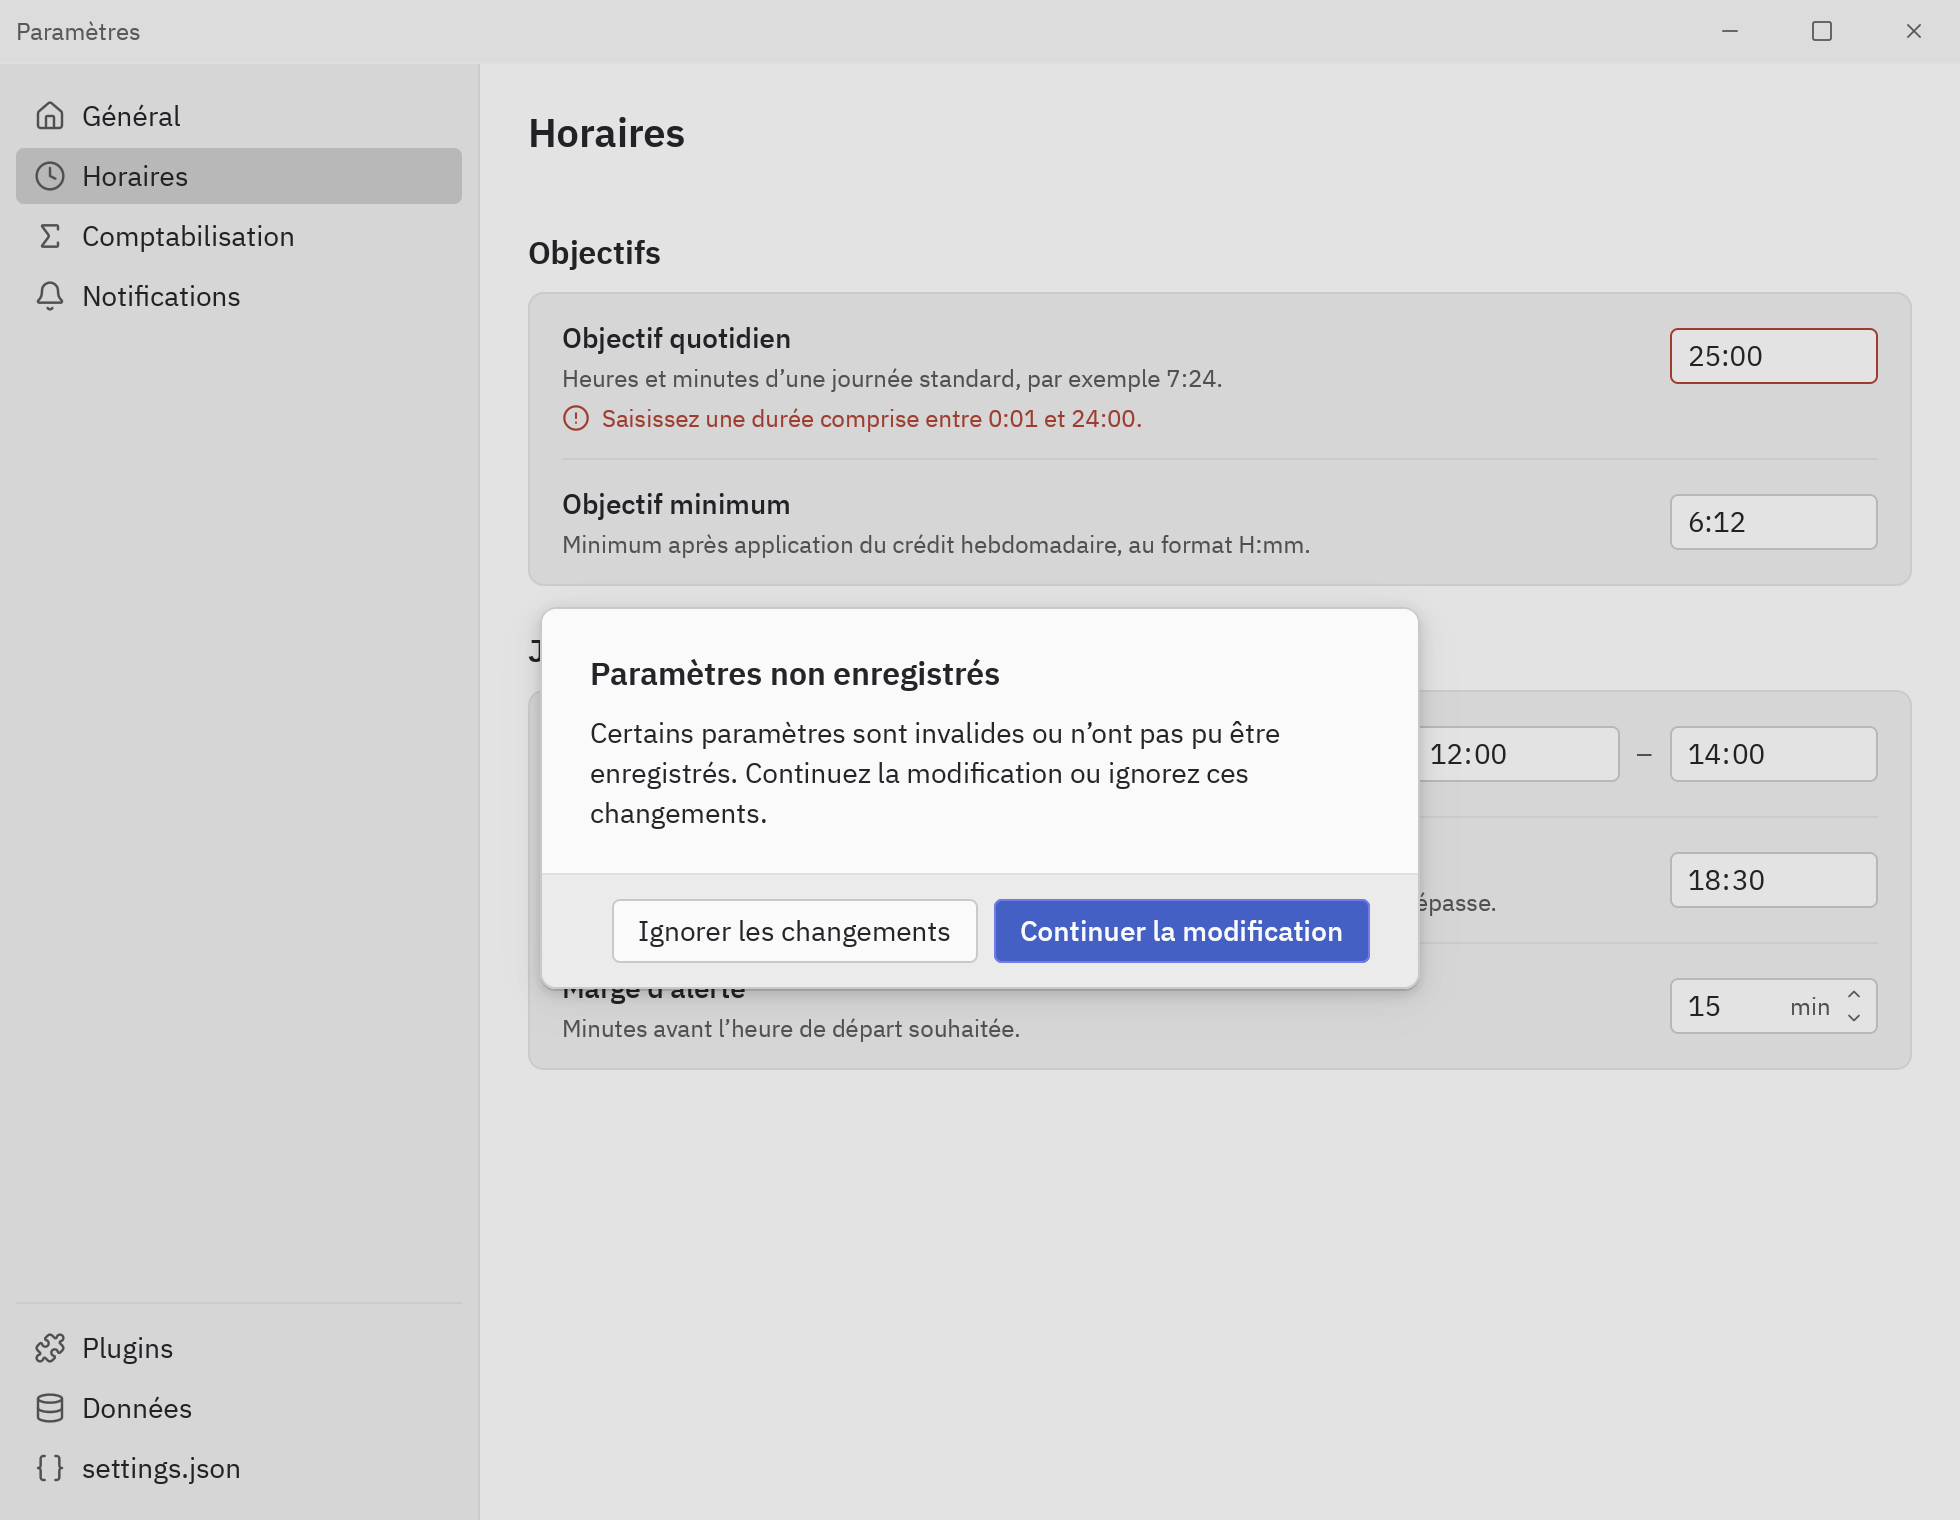 Paramètres
Général
Horaires
Comptabilisation
Notifications
Plugins
Données
settings.json
Horaires
Objectifs
Objectif quotidien
25:00
Heures et minutes d’une journée standard, par exemple 7:24.
Saisissez une durée comprise entre 0:01 et 24:00.
Objectif minimum
6:12
Minimum après application du crédit hebdomadaire, au format H:mm.
12:00 – 14:00
18:30
Paramètres non enregistrés
Certains paramètres sont invalides ou n’ont pas pu être
enregistrés. Continuez la modification ou ignorez ces
changements.
Ignorer les changements
Continuer la modification
Marge d’alerte
15 min
Minutes avant l’heure de départ souhaitée.